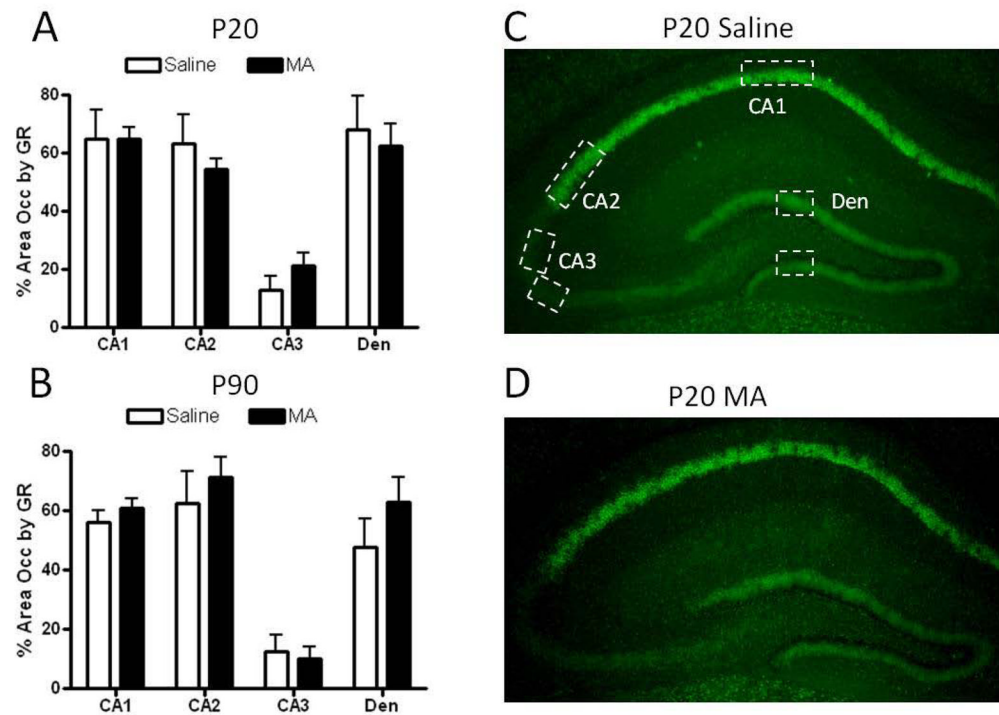 A
P20
Saline MA
% Area Occ by GR
80
60
40
20
0
CA1 CA2 CA3 Den
B
P90
Saline MA
% Area Occ by GR
80
60
40
20
0
CA1 CA2 CA3 Den
C
P20 Saline
CA1
CA2
Den
CA3
D
P20 MA